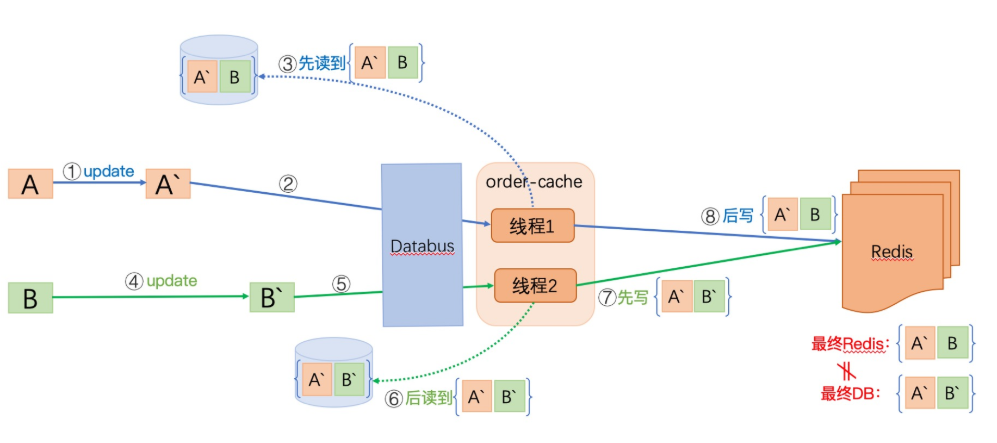 ③先读到{A` B}
{A` B}
①update
A
A`
②
order-cache
线程1
⑧后写{A` B}
Databus
Redis
④update
B
B`
⑤
线程2
⑦先写{A` B`}
{A` B`}
⑥后读到{A` B`}
最终Redis:{A` B}
≠
最终DB:{A` B`}